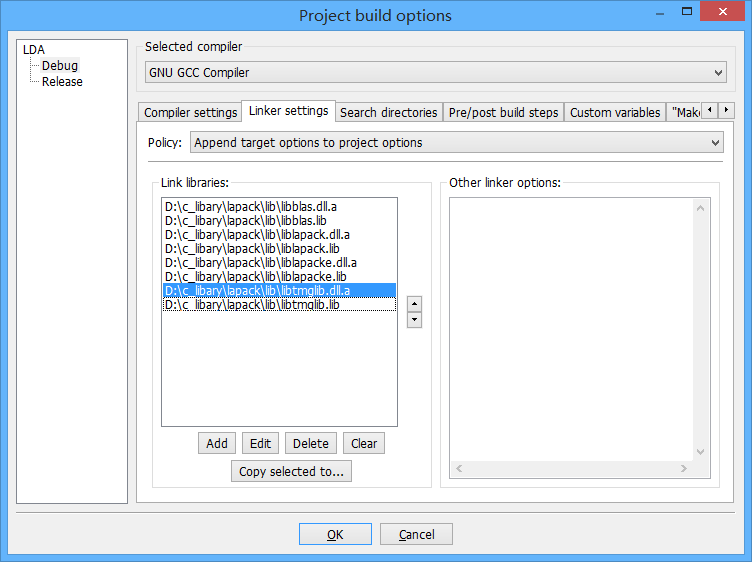 Project build options
LDA
Debug
Release
Selected compiler
GNU GCC Compiler
Compiler settings
Linker settings
Search directories
Pre/post build steps
Custom variables
"Make
Policy:
Append target options to project options
Link libraries:
D:\c_libary\lapack\lib\libblas.dll.a
D:\c_libary\lapack\lib\libblas.lib
D:\c_libary\lapack\lib\liblapack.dll.a
D:\c_libary\lapack\lib\liblapack.lib
D:\c_libary\lapack\lib\liblapacke.dll.a
D:\c_libary\lapack\lib\liblapacke.lib
D:\c_libary\lapack\lib\libtmglib.dll.a
D:\c_libary\lapack\lib\libtmglib.lib
Add
Edit
Delete
Clear
Copy selected to...
Other linker options:
OK
Cancel